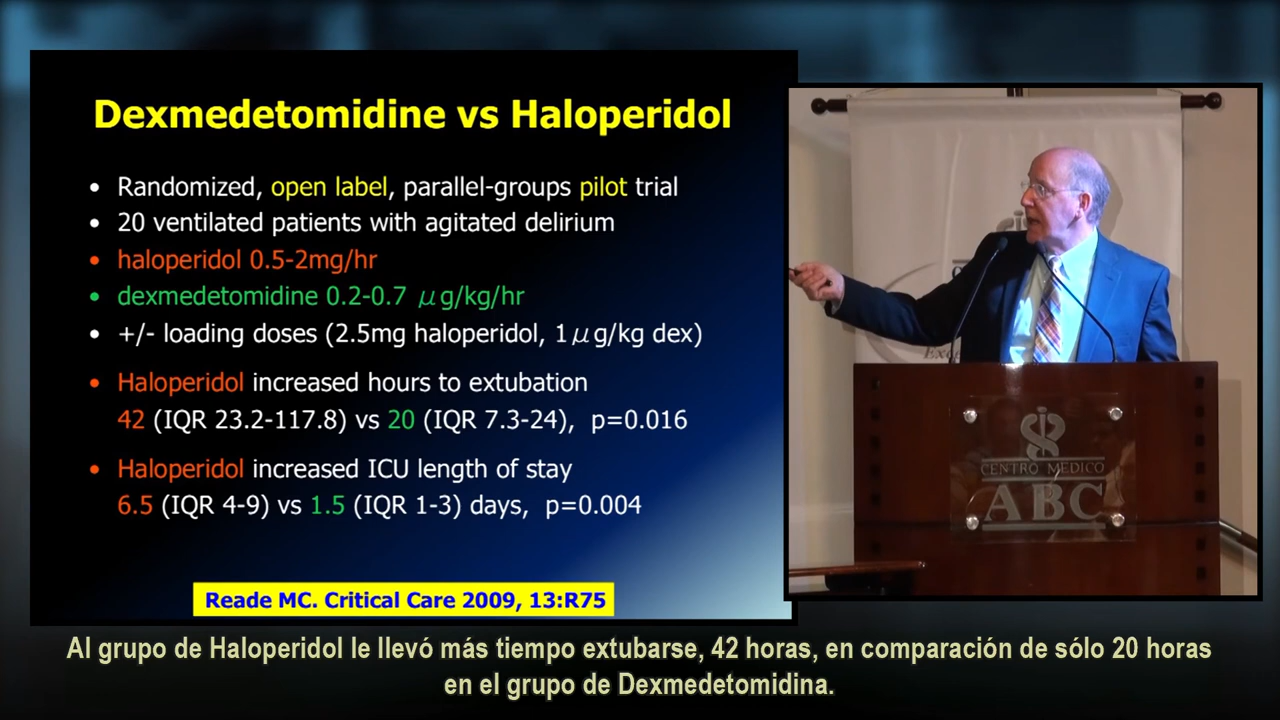 Dexmedetomidine vs Haloperidol
• Randomized, open label, parallel-groups pilot trial
• 20 ventilated patients with agitated delirium
• haloperidol 0.5-2mg/hr
• dexmedetomidine 0.2-0.7 μg/kg/hr
• +/- loading doses (2.5mg haloperidol, 1μg/kg dex)
• Haloperidol increased hours to extubation
42 (IQR 23.2-117.8) vs 20 (IQR 7.3-24), p=0.016
• Haloperidol increased ICU length of stay
6.5 (IQR 4-9) vs 1.5 (IQR 1-3) days, p=0.004
Reade MC. Critical Care 2009, 13:R75
CENTRO MEDICO
ABC
Al grupo de Haloperidol le llevó más tiempo extubarse, 42 horas, en comparación de sólo 20 horas
en el grupo de Dexmedetomidina.